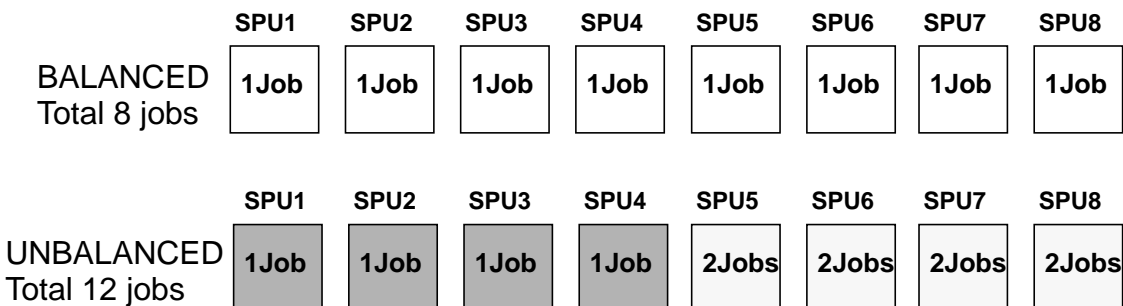 SPU1 SPU2 SPU3 SPU4 SPU5 SPU6 SPU7 SPU8
BALANCED
1Job 1Job 1Job 1Job 1Job 1Job 1Job 1Job
Total 8 jobs
SPU1 SPU2 SPU3 SPU4 SPU5 SPU6 SPU7 SPU8
UNBALANCED
1Job 1Job 1Job 1Job 2Jobs 2Jobs 2Jobs 2Jobs
Total 12 jobs